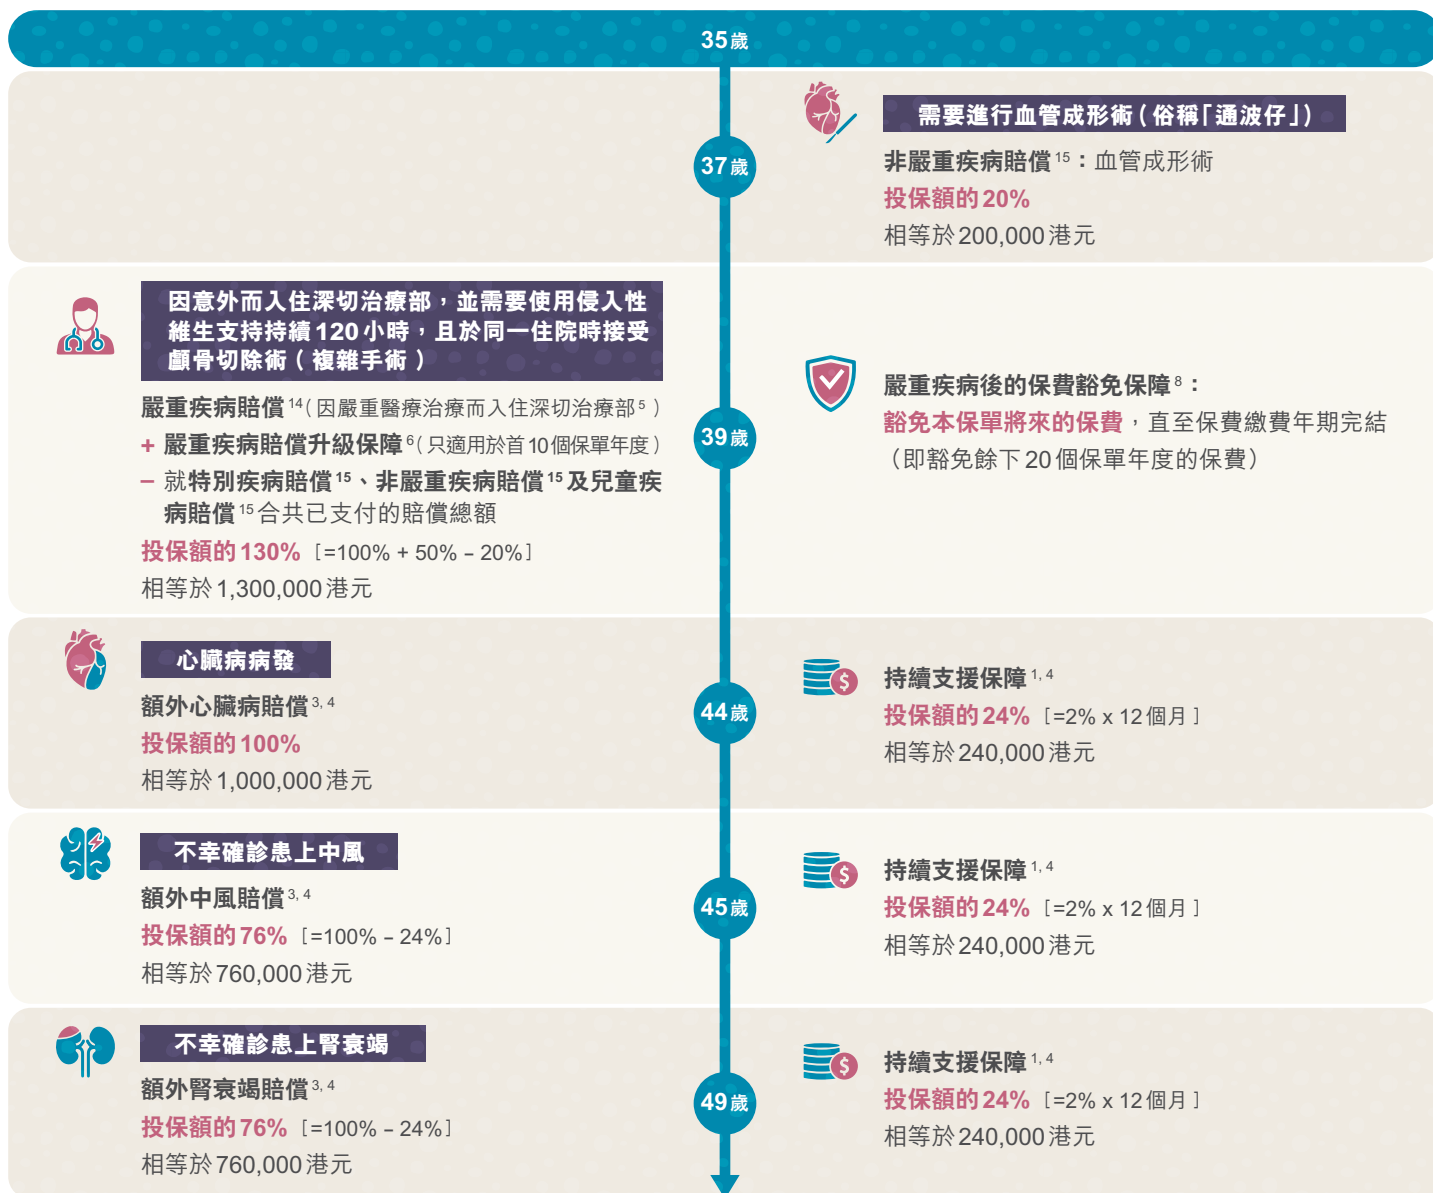 35歲
37歲
需要進行血管成形術（俗稱「通波仔」）
非嚴重疾病賠償15：血管成形術
投保額的20%
相等於200,000港元
因意外而入住深切治療部，並需要使用侵入性
維生支持持續120小時，且於同一住院時接受
顱骨切除術（複雜手術）
嚴重疾病賠償14（因嚴重醫療治療而入住深切治療部5）
+ 嚴重疾病賠償升級保障6（只適用於首10個保單年度）
– 就特別疾病賠償15、非嚴重疾病賠償15及兒童疾
病賠償15合共已支付的賠償總額
投保額的130% [=100% + 50% – 20%]
相等於1,300,000港元
39歲
嚴重疾病後的保費豁免保障8：
豁免本保單將來的保費，直至保費繳費年期完結
（即豁免餘下20個保單年度的保費）
心臟病病發
額外心臟病賠償3, 4
投保額的100%
相等於1,000,000港元
44歲
持續支援保障1, 4
投保額的24% [=2% x 12個月]
相等於240,000港元
不幸確診患上中風
額外中風賠償3, 4
投保額的76% [=100% – 24%]
相等於760,000港元
45歲
持續支援保障1, 4
投保額的24% [=2% x 12個月]
相等於240,000港元
不幸確診患上腎衰竭
額外腎衰竭賠償3, 4
投保額的76% [=100% – 24%]
相等於760,000港元
49歲
持續支援保障1, 4
投保額的24% [=2% x 12個月]
相等於240,000港元